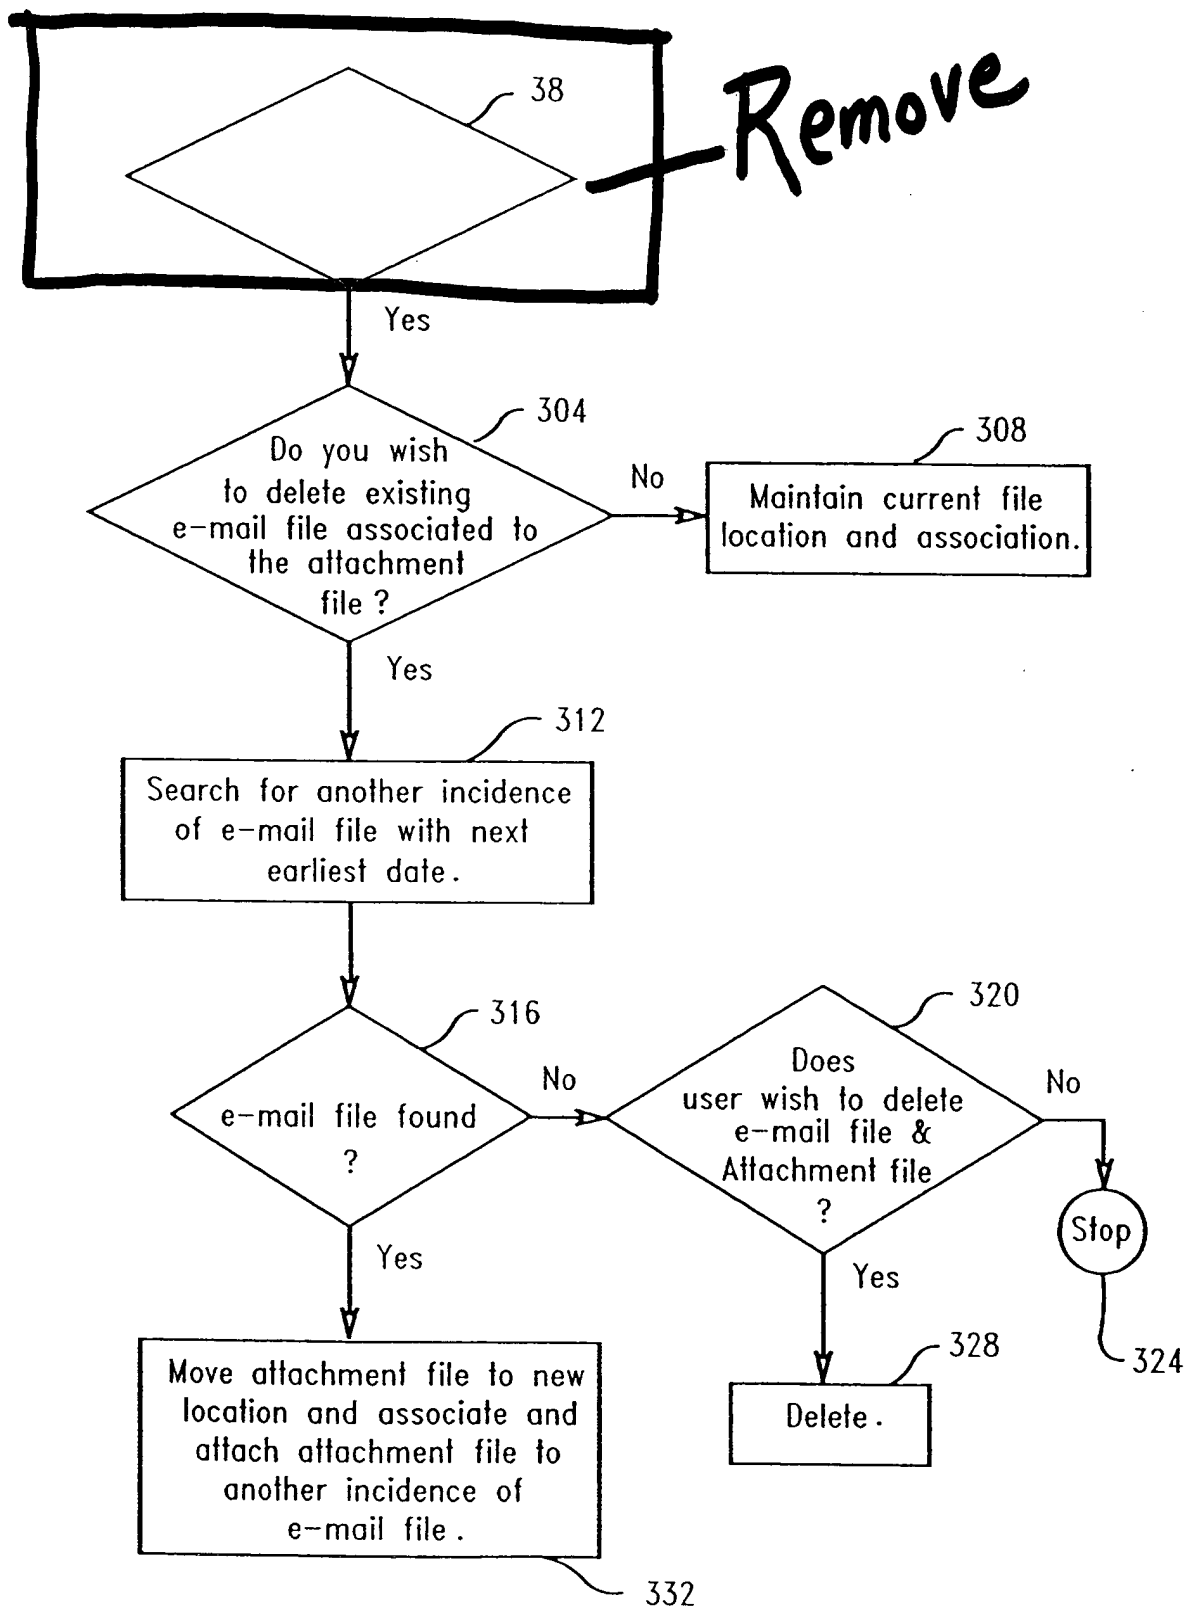 38
Remove
Yes
304
Do you wish
to delete existing
e-mail file associated to
the attachment
file ?
No
308
Maintain current file
location and association.
Yes
312
Search for another incidence
of e-mail file with next
earliest date .
316
e-mail file found
?
No
320
Does
user wish to delete
e-mail file &
Attachment file
?
No
Stop
324
Yes
Yes
328
Delete .
Move attachment file to new
location and associate and
attach attachment file to
another incidence of
e-mail file .
332